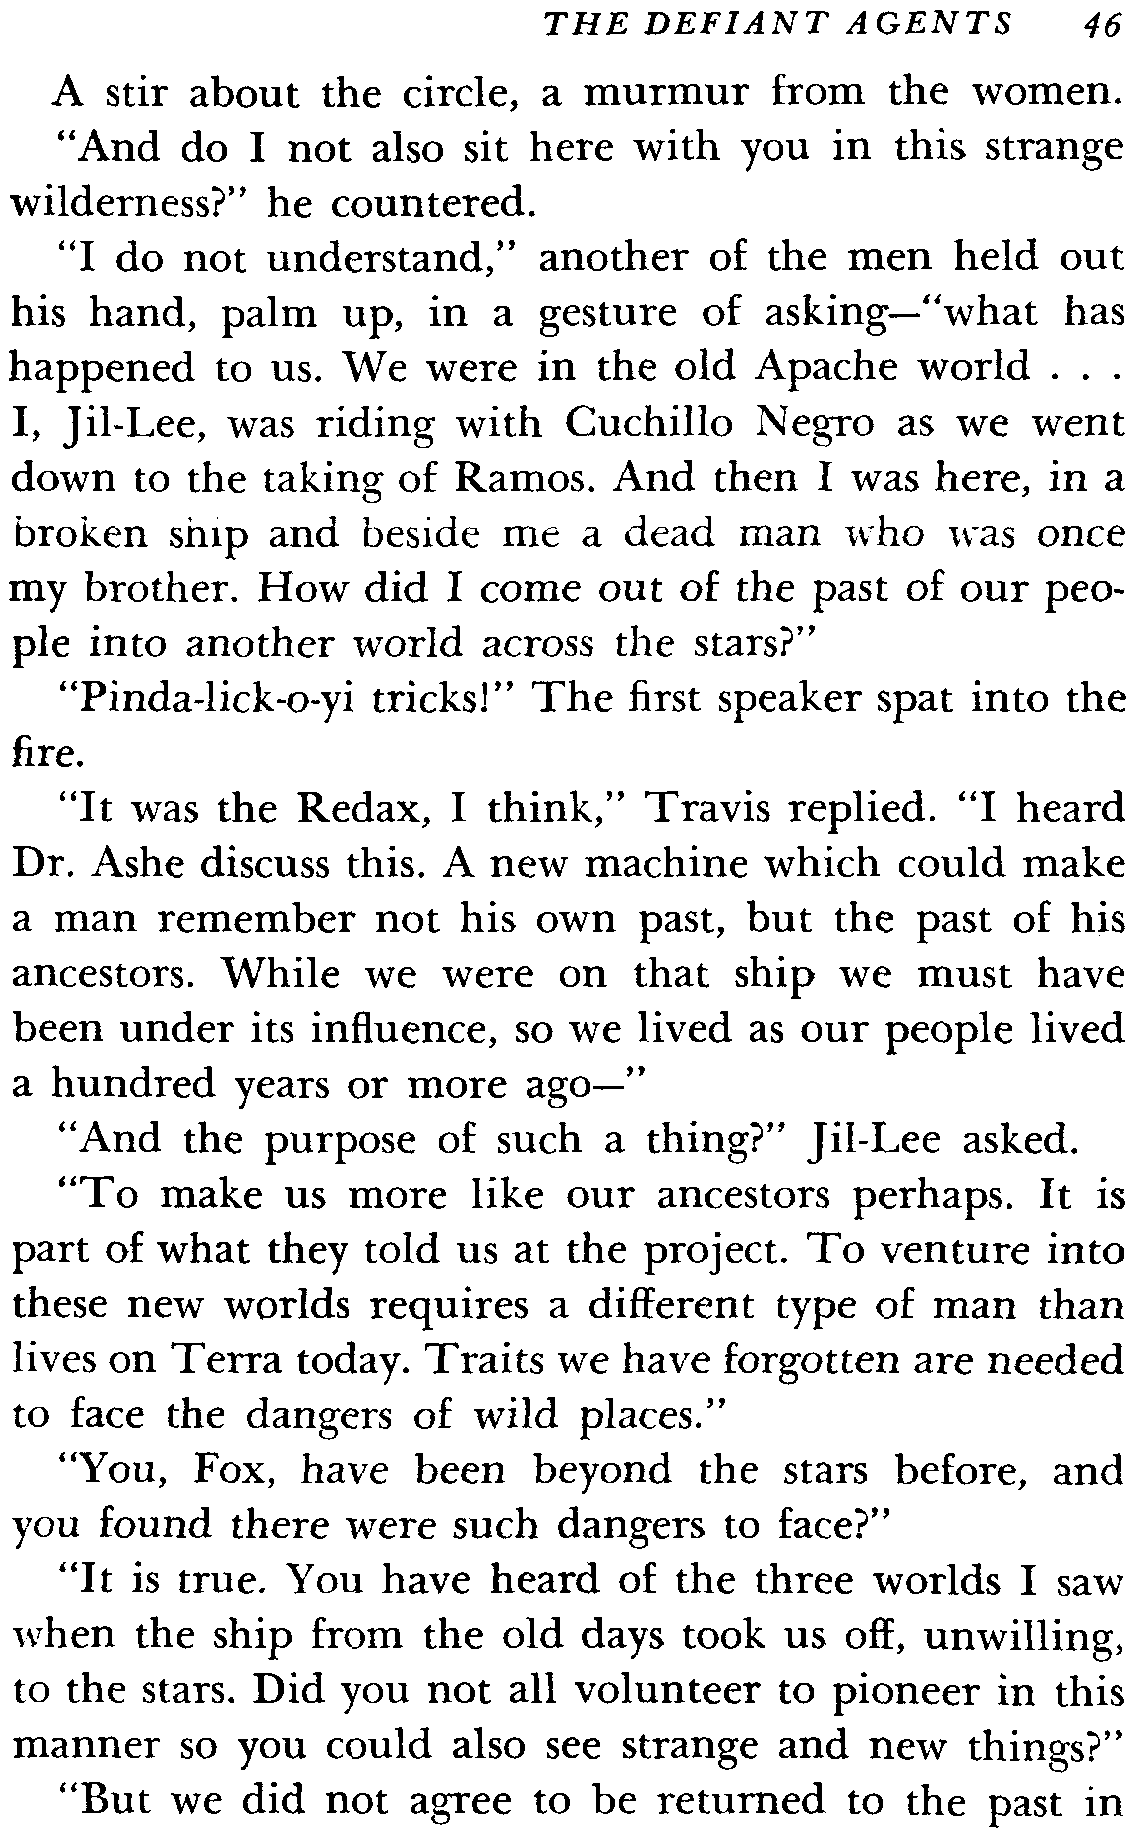 THE DEFIANT AGENTS 46
A stir about the circle, a murmur from the women.
"And do I not also sit here with you in this strange
wilderness?" he countered.
"I do not understand," another of the men held out
his hand, palm up, in a gesture of asking—"what has
happened to us. We were in the old Apache world . . .
I, Jil-Lee, was riding with Cuchillo Negro as we went
down to the taking of Ramos. And then I was here, in a
broken ship and beside me a dead man who was once
my brother. How did I come out of the past of our peo-
ple into another world across the stars?"
"Pinda-lick-o-yi tricks!" The first speaker spat into the
fire.
"It was the Redax, I think," Travis replied. "I heard
Dr. Ashe discuss this. A new machine which could make
a man remember not his own past, but the past of his
ancestors. While we were on that ship we must have
been under its influence, so we lived as our people lived
a hundred years or more ago—"
"And the purpose of such a thing?" Jil-Lee asked.
"To make us more like our ancestors perhaps. It is
part of what they told us at the project. To venture into
these new worlds requires a different type of man than
lives on Terra today. Traits we have forgotten are needed
to face the dangers of wild places."
"You, Fox, have been beyond the stars before, and
you found there were such dangers to face?"
"It is true. You have heard of the three worlds I saw
when the ship from the old days took us off, unwilling,
to the stars. Did you not all volunteer to pioneer in this
manner so you could also see strange and new things?"
"But we did not agree to be returned to the past in